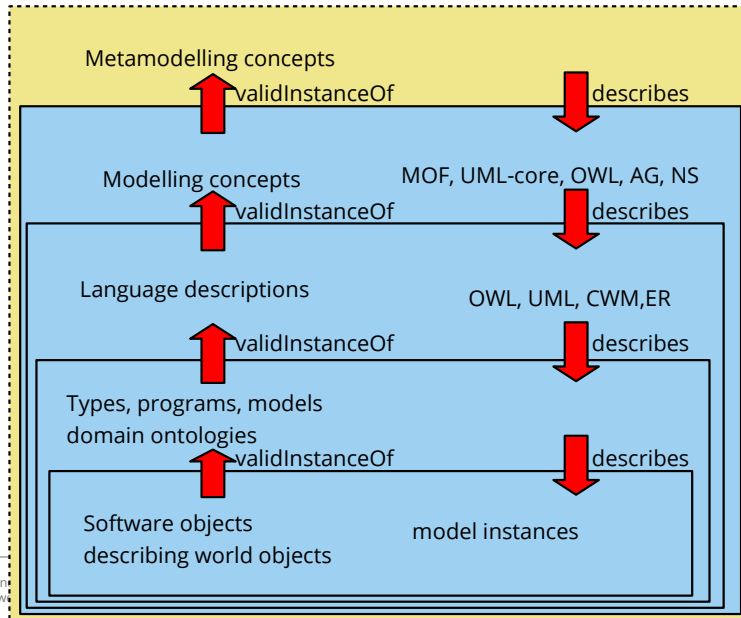 Metamodelling concepts
validInstanceOf describes
Modelling concepts MOF, UML-core, OWL, AG, NS
validInstanceOf describes
Language descriptions OWL, UML, CWM,ER
validInstanceOf describes
Types, programs, models
domain ontologies
validInstanceOf describes
Software objects
describing world objects
model instances